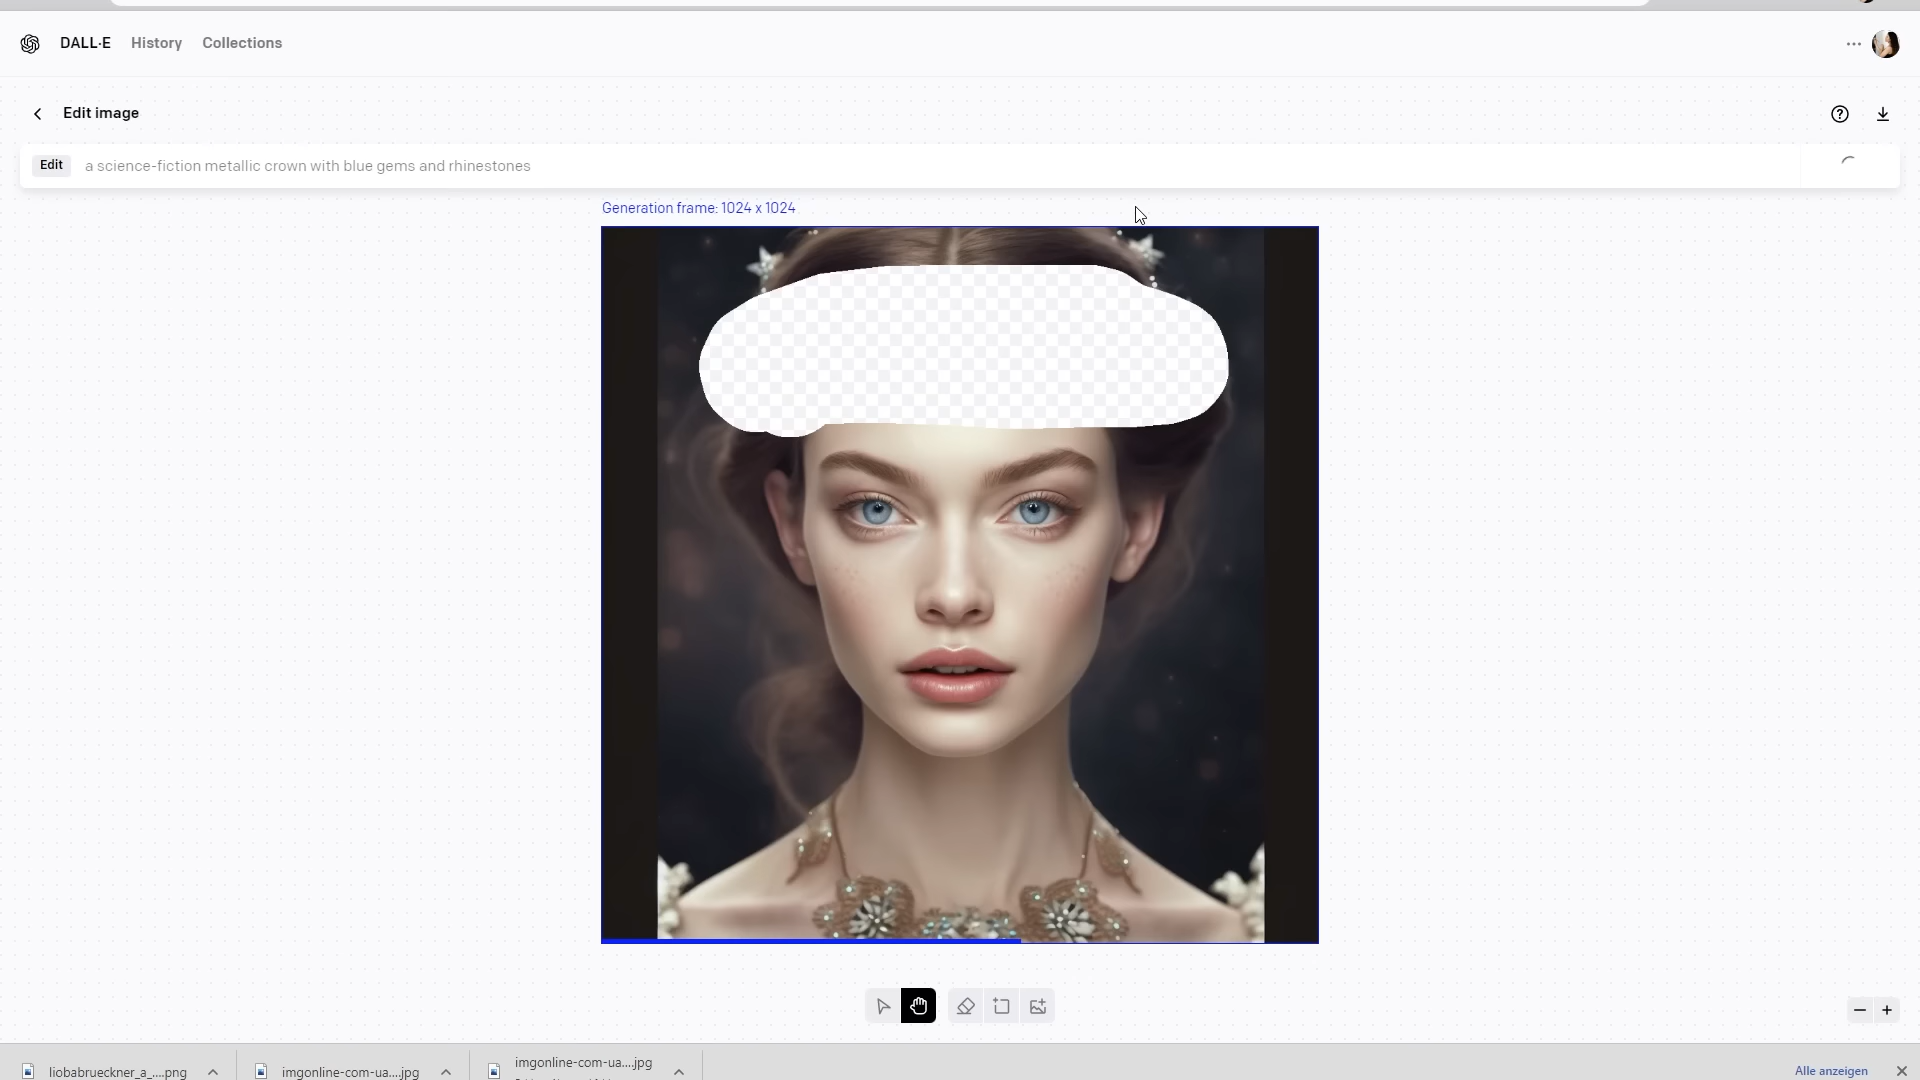 DALL·E History Collections
Edit image
Edit a science-fiction metallic crown with blue gems and rhinestones
Generation frame: 1024 x 1024
liobabrueckner_a_....png
imgonline-com-ua....jpg
imgonline-com-ua....jpg
Alle anzeigen